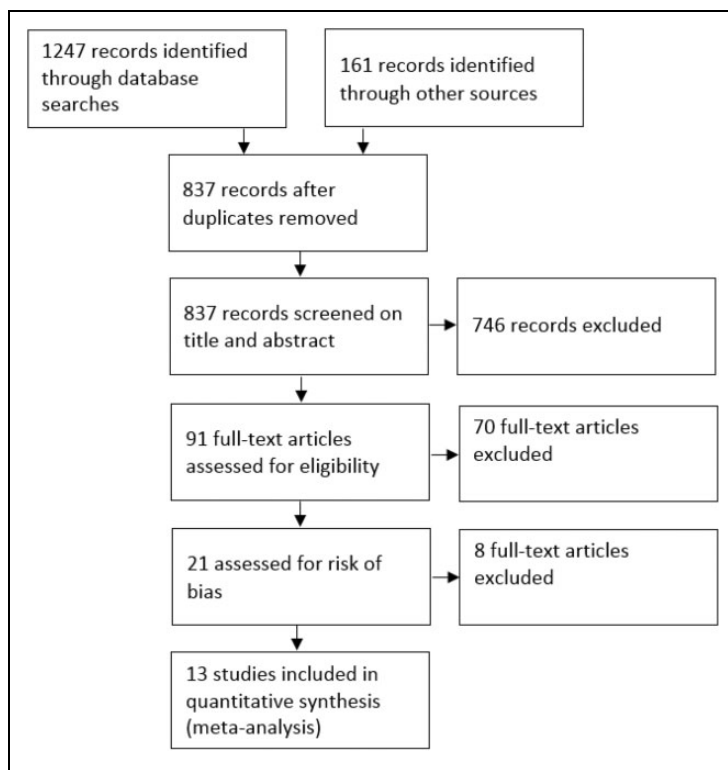 1247 records identified
through database
searches
161 records identified
through other sources
837 records after
duplicates removed
837 records screened on
title and abstract
746 records excluded
91 full-text articles
assessed for eligibility
70 full-text articles
excluded
21 assessed for risk of
bias
8 full-text articles
excluded
13 studies included in
quantitative synthesis
(meta-analysis)